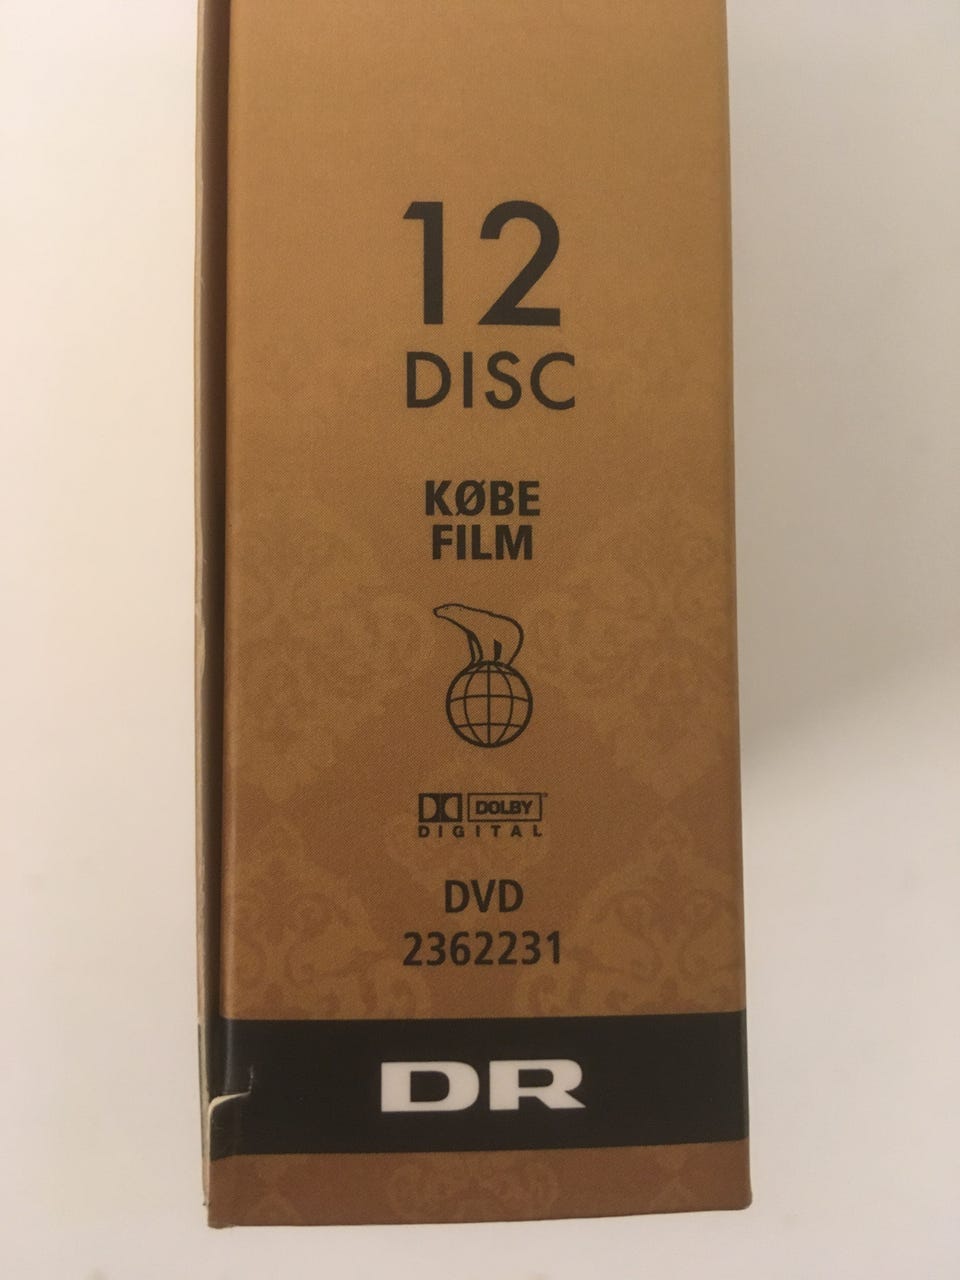 12
DISC
KØBE
FILM
DOLBY
DIGITAL
DVD
2362231
DR